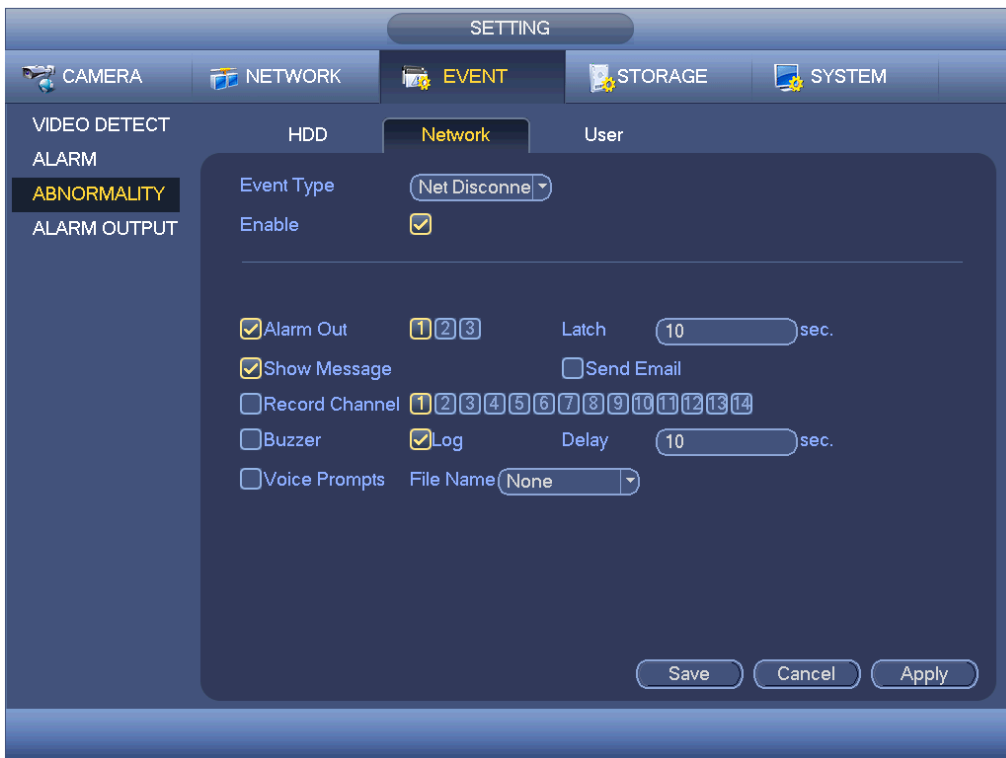 SETTING
CAMERA NETWORK EVENT STORAGE SYSTEM
VIDEO DETECT
ALARM
ABNORMALITY
ALARM OUTPUT
HDD Network User
Event Type Net Disconne
Enable
Alarm Out 1 2 3 Latch 10 sec.
Show Message Send Email
Record Channel 1 2 3 4 5 6 7 8 9 10 11 12 13 14
Buzzer Log Delay 10 sec.
Voice Prompts File Name None
Save Cancel Apply